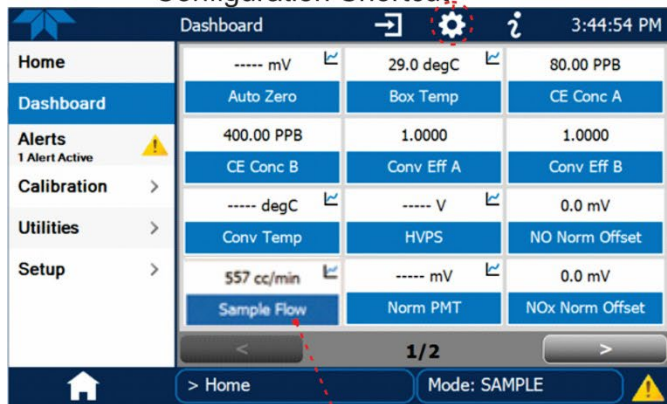 Configuration Shortcut
Dashboard 3:44:54 PM
Home
Dashboard
Alerts
1 Alert Active
Calibration >
Utilities >
Setup >
----- mV 29.0 degC 80.00 PPB
Auto Zero Box Temp CE Conc A
400.00 PPB 1.0000 1.0000
CE Conc B Conv Eff A Conv Eff B
----- degC ----- V 0.0 mV
Conv Temp HVPS NO Norm Offset
557 cc/min ----- mV 0.0 mV
Sample Flow Norm PMT NOx Norm Offset
< 1/2 >
> Home Mode: SAMPLE